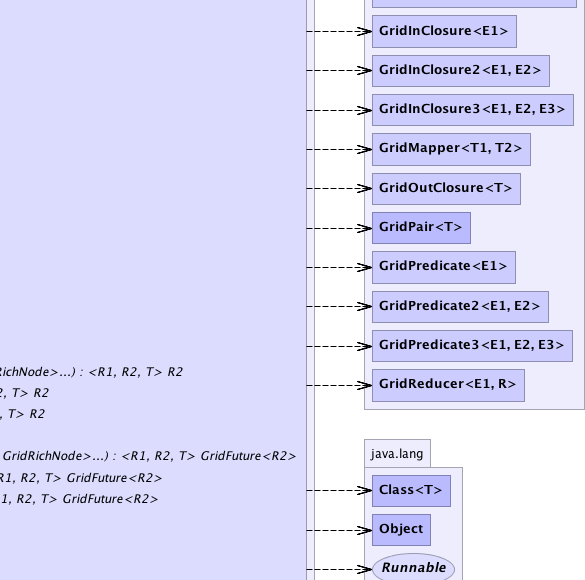 GridInClosure<E1>
GridInClosure2<E1, E2>
GridInClosure3<E1, E2, E3>
GridMapper<T1, T2>
GridOutClosure<T>
GridPair<T>
GridPredicate<E1>
GridPredicate2<E1, E2>
GridPredicate3<E1, E2, E3>
RichNode>...) : <R1, R2, T> R2
GridReducer<E1, R>
2, T> R2
, T> R2
GridRichNode>...) : <R1, R2, T> GridFuture<R2>
java.lang
R1, R2, T> GridFuture<R2>
Class<T>
1, R2, T> GridFuture<R2>
Object
Runnable